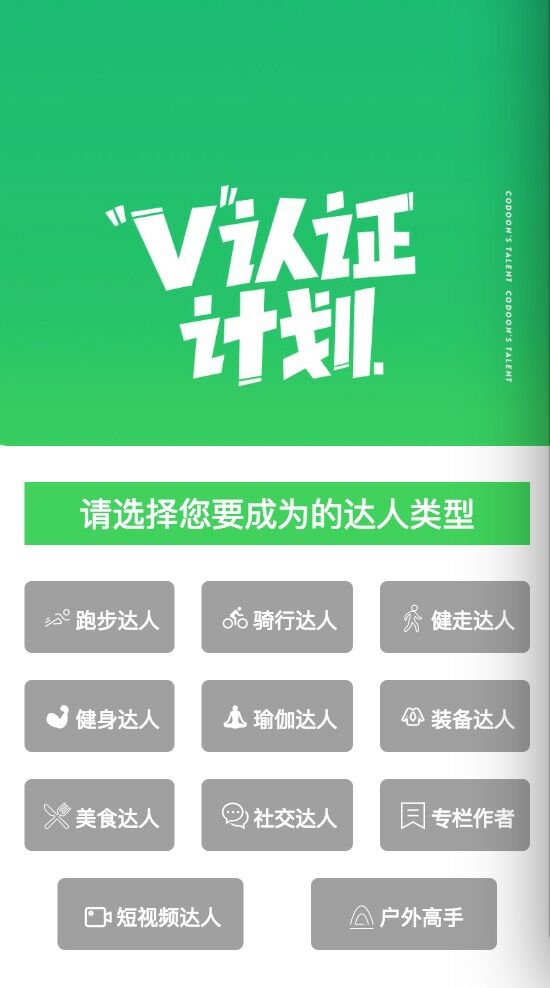 “V”认证
计划.
CODOON'S TALENT CODOON'S TALENT
请选择您要成为的达人类型
跑步达人
骑行达人
健走达人
健身达人
瑜伽达人
装备达人
美食达人
社交达人
专栏作者
短视频达人
户外高手